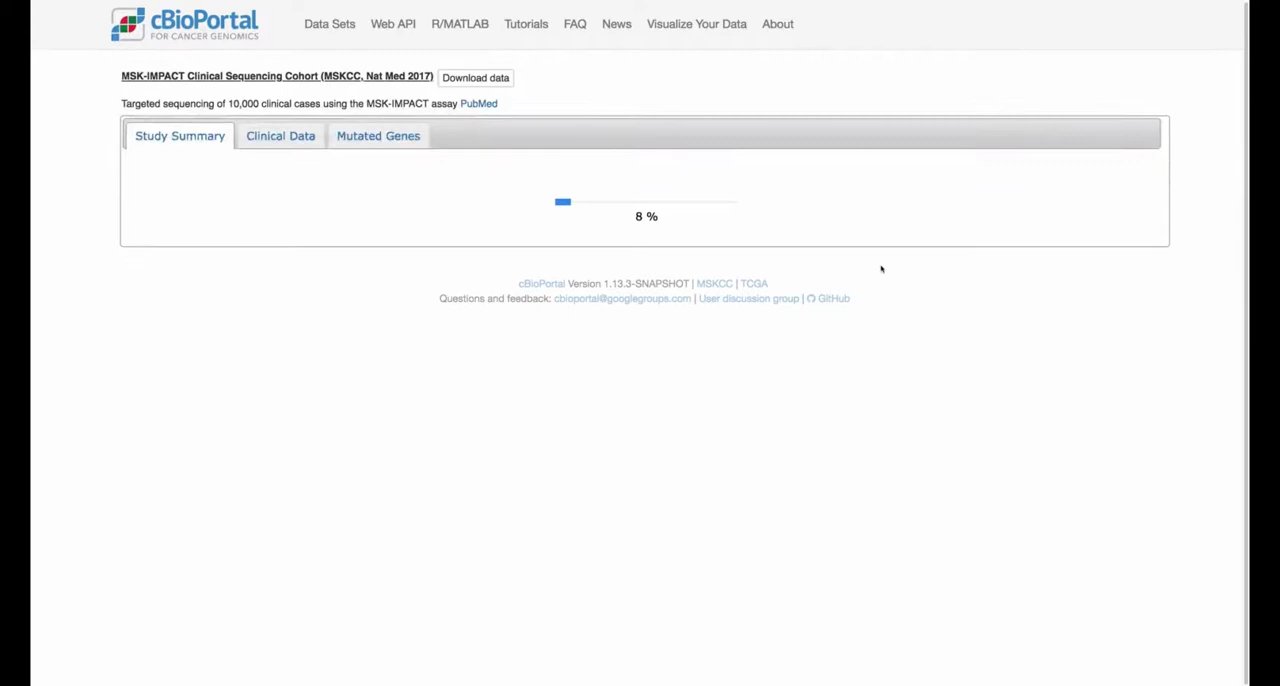 cBioPortal
FOR CANCER GENOMICS
Data Sets Web API R/MATLAB Tutorials FAQ News Visualize Your Data About
MSK-IMPACT Clinical Sequencing Cohort (MSKCC, Nat Med 2017) Download data
Targeted sequencing of 10,000 clinical cases using the MSK-IMPACT assay PubMed
Study Summary Clinical Data Mutated Genes
8 %
cBioPortal Version 1.13.3-SNAPSHOT | MSKCC | TCGA
Questions and feedback: cbioportal@googlegroups.com | User discussion group | GitHub